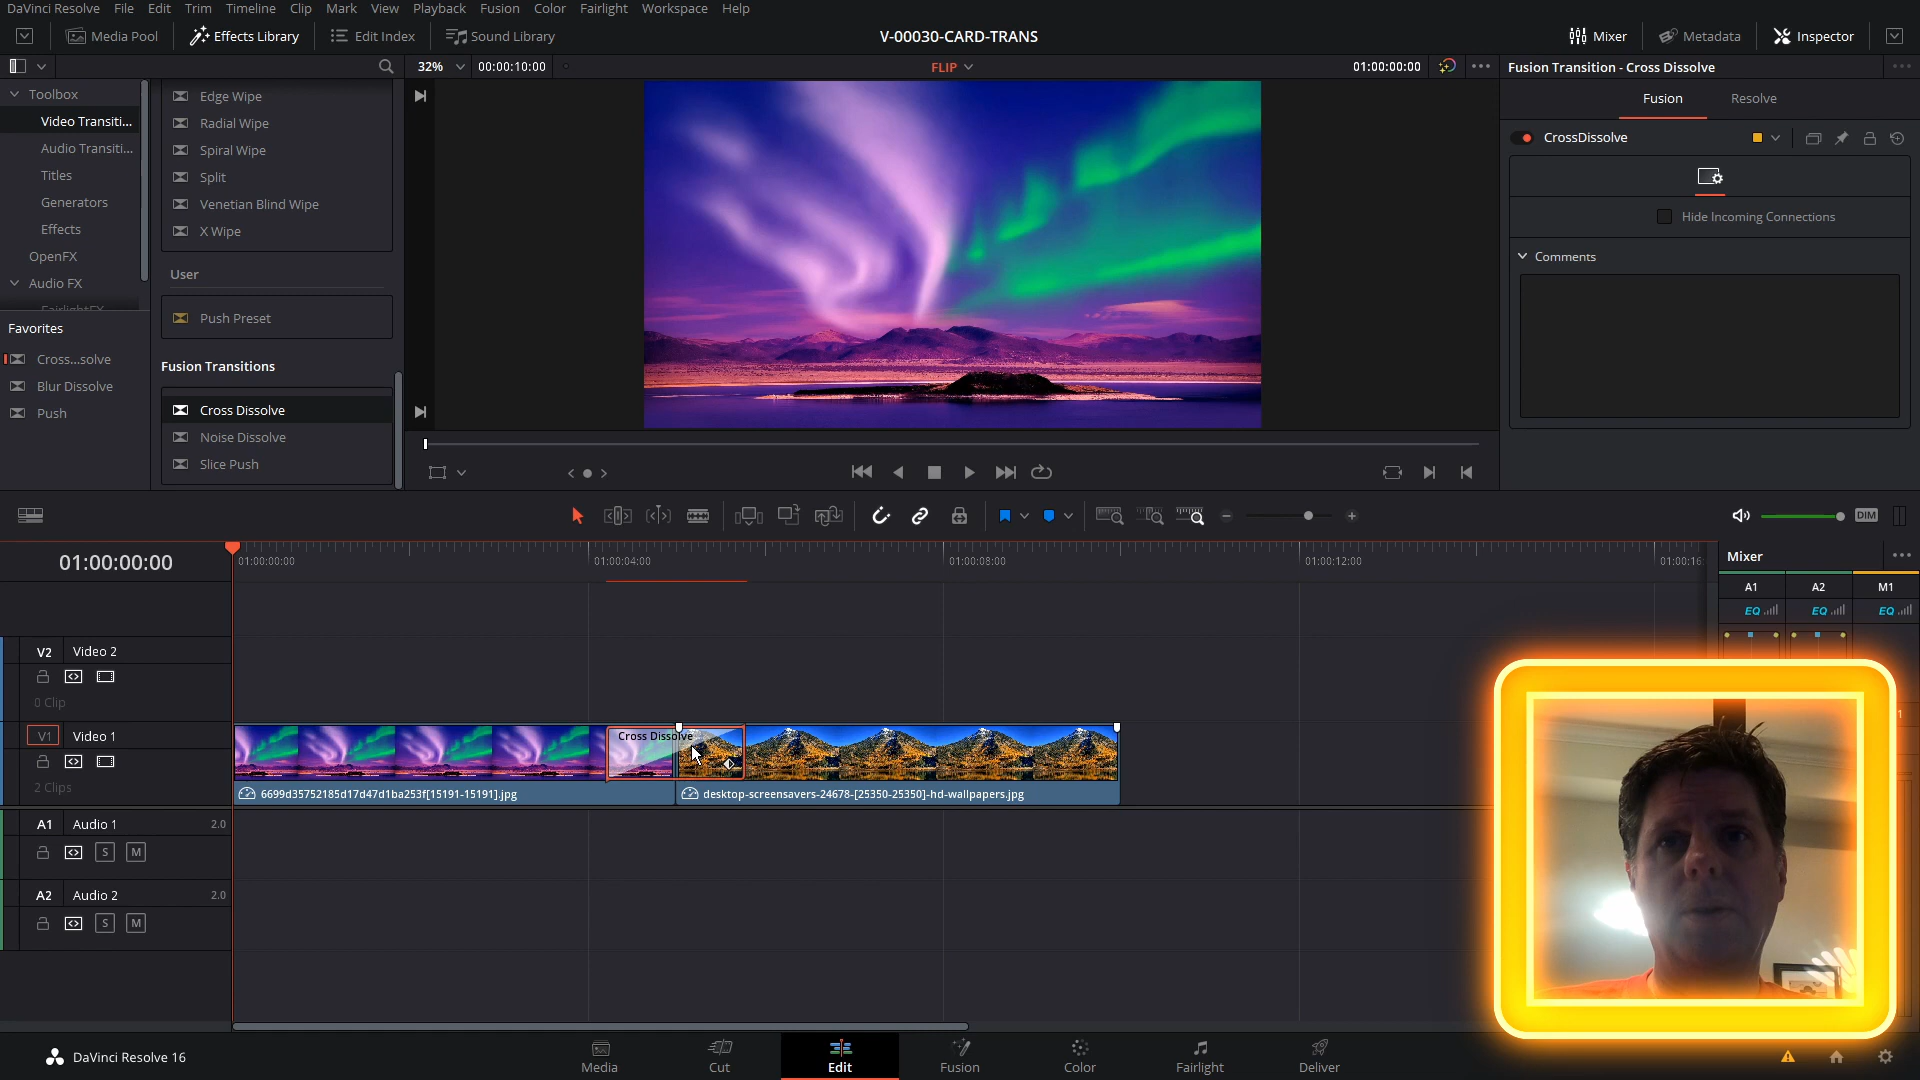 DaVinci Resolve File Edit Trim Timeline Clip Mark View Playback Fusion Color Fairlight Workspace Help
Media Pool Effects Library Edit Index Sound Library V-00030-CARD-TRANS Mixer Metadata Inspector
32% 00:00:10:00 FLIP 01:00:00:00 Fusion Transition - Cross Dissolve
Toolbox
Video Transiti...
Audio Transiti...
Titles
Generators
Effects
OpenFX
Audio FX
FairlightFX
Favorites
Cross...solve
Blur Dissolve
Push
Edge Wipe
Radial Wipe
Spiral Wipe
Split
Venetian Blind Wipe
X Wipe
User
Push Preset
Fusion Transitions
Cross Dissolve
Noise Dissolve
Slice Push
Fusion Resolve
CrossDissolve
Hide Incoming Connections
Comments
DIM
01:00:00:00
01:00:00:00 01:00:04:00 01:00:08:00 01:00:12:00 01:00:16:
Mixer
A1 A2 M1
EQ EQ EQ
V2 Video 2
0 Clip
V1 Video 1
2 Clips
Cross Dissolve
6699d35752185d17d47d1ba253f[15191-15191].jpg
desktop-screensavers-24678-[25350-25350]-hd-wallpapers.jpg
A1 Audio 1 2.0
S M
A2 Audio 2 2.0
S M
DaVinci Resolve 16
Media Cut Edit Fusion Color Fairlight Deliver